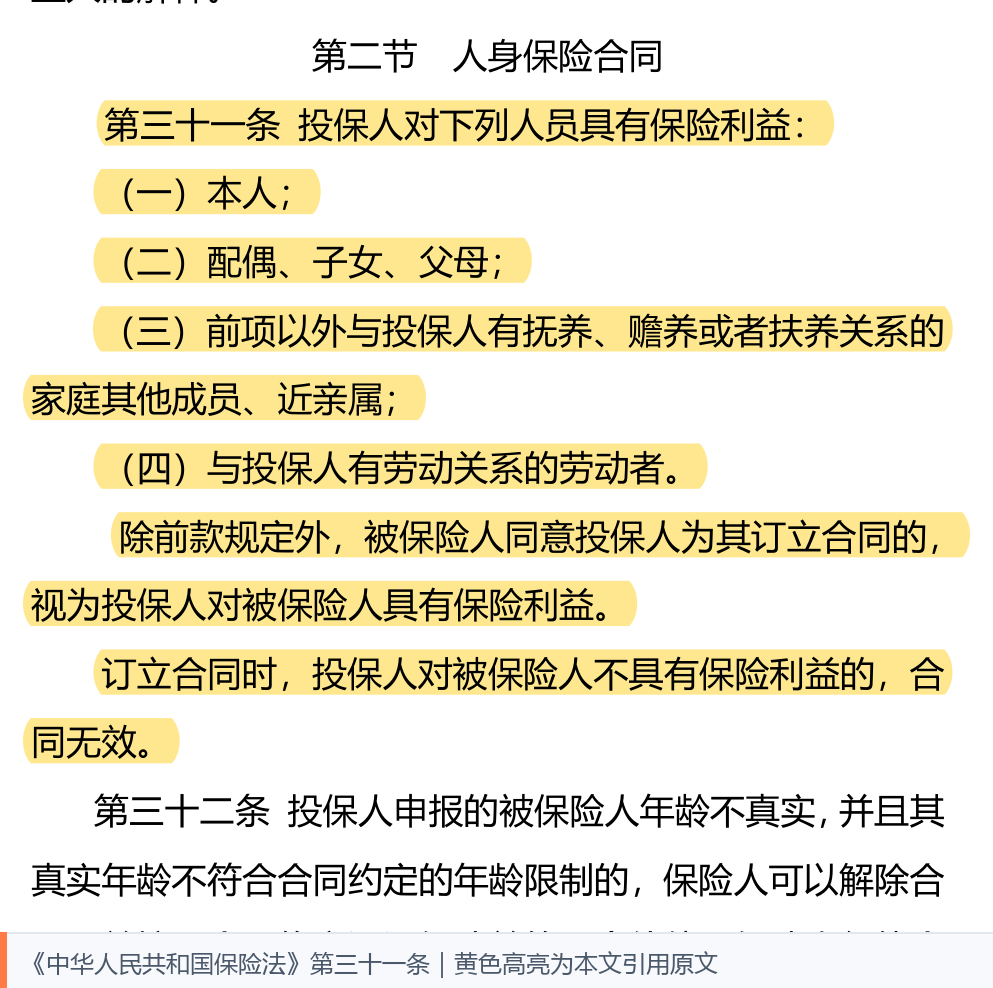 第二节　人身保险合同
第三十一条 投保人对下列人员具有保险利益：
（一）本人；
（二）配偶、子女、父母；
（三）前项以外与投保人有抚养、赡养或者扶养关系的
家庭其他成员、近亲属；
（四）与投保人有劳动关系的劳动者。
除前款规定外，被保险人同意投保人为其订立合同的，
视为投保人对被保险人具有保险利益。
订立合同时，投保人对被保险人不具有保险利益的，合
同无效。
第三十二条 投保人申报的被保险人年龄不真实，并且其
真实年龄不符合合同约定的年龄限制的，保险人可以解除合
《中华人民共和国保险法》第三十一条｜黄色高亮为本文引用原文